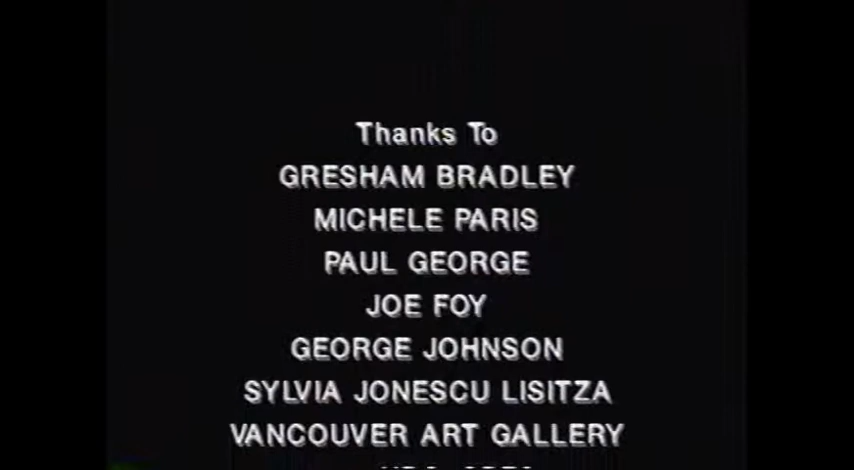 Thanks To
GRESHAM BRADLEY
MICHELE PARIS
PAUL GEORGE
JOE FOY
GEORGE JOHNSON
SYLVIA JONESCU LISITZA
VANCOUVER ART GALLERY